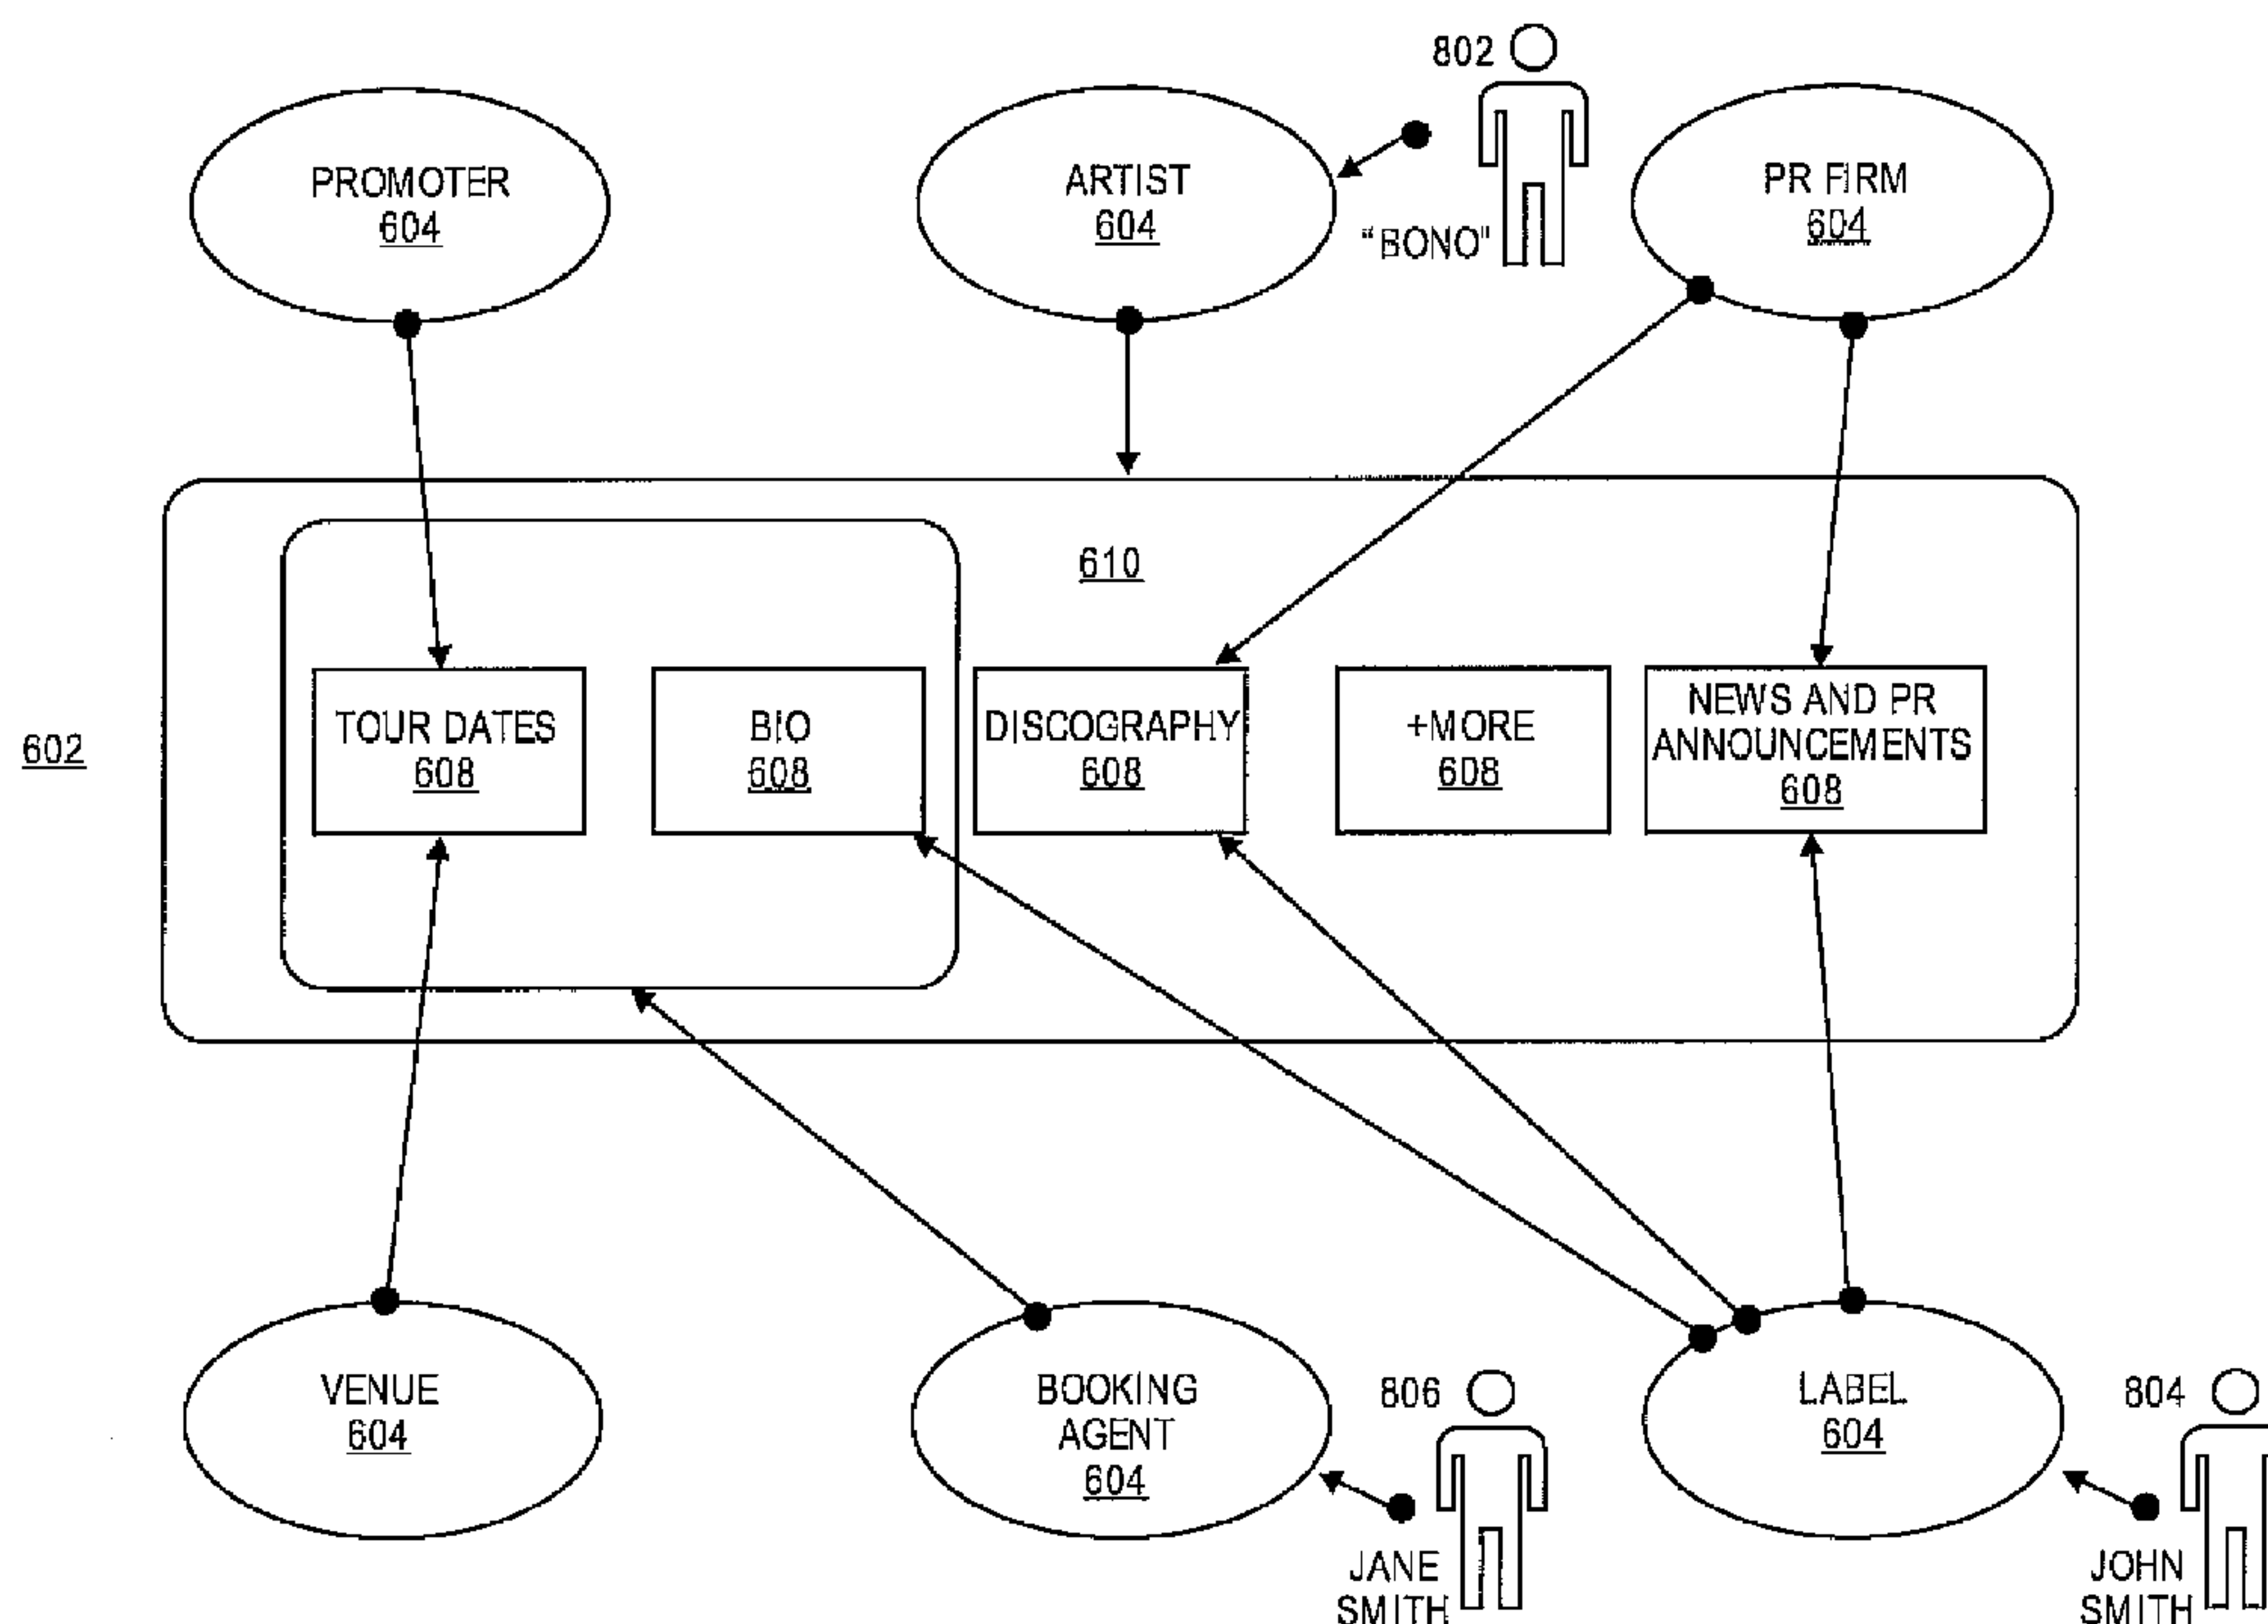 802
PROMOTER
604
ARTIST
604
"BONO"
PR FIRM
604
610
602
TOUR DATES
608
BIO
608
DISCOGRAPHY
608
+MORE
608
NEWS AND PR
ANNOUNCEMENTS
608
VENUE
604
BOOKING
AGENT
604
806
JANE
SMITH
LABEL
604
804
JOHN
SMITH